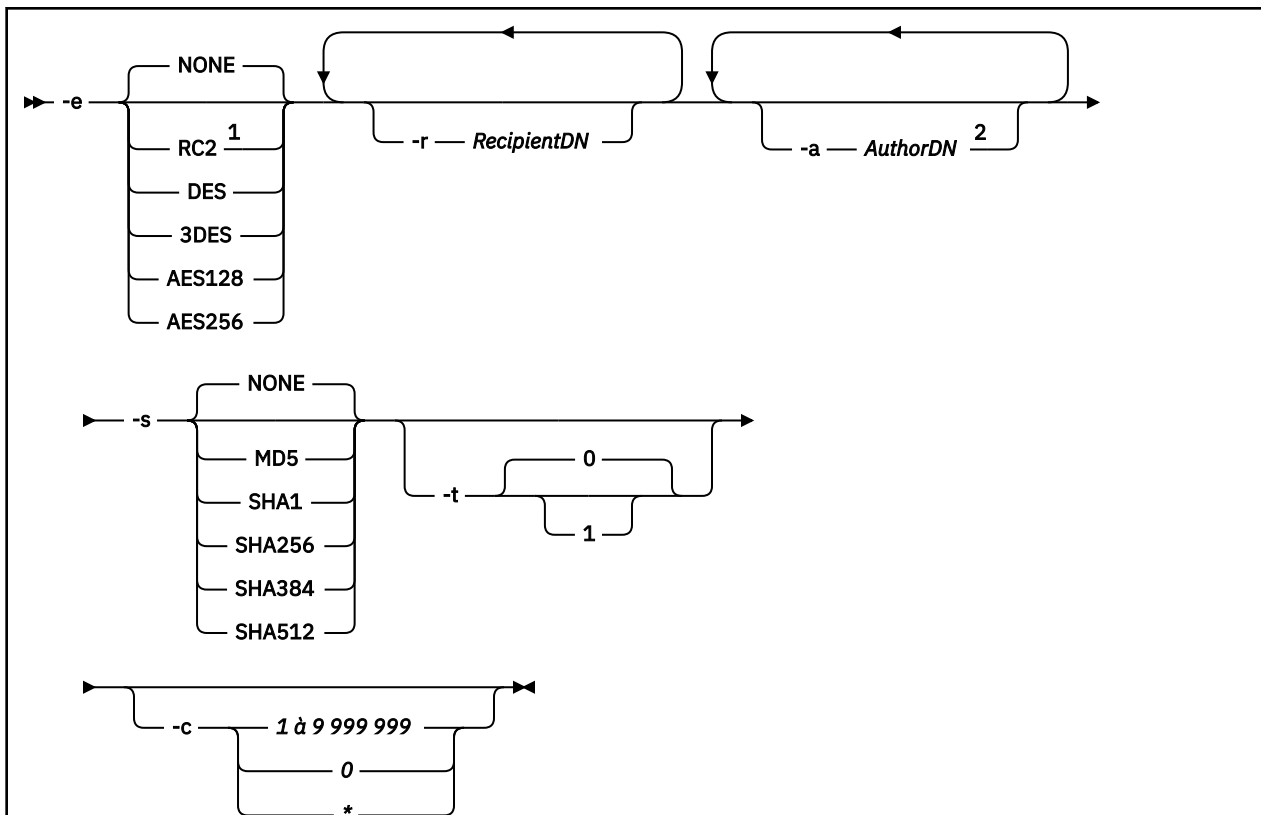 NONE
-e
RC2 1
DES
3DES
AES128
AES256
-r RecipientDN
-a AuthorDN 2
NONE
-s
MD5
SHA1
SHA256
SHA384
SHA512
0
-t
1
-c 1 à 9 999 999
0
*